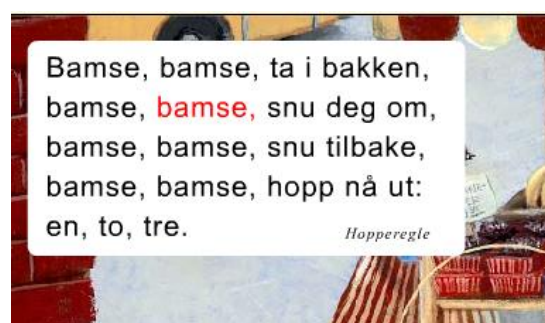 Bamse, bamse, ta i bakken,
bamse, bamse, snu deg om,
bamse, bamse, snu tilbake,
bamse, bamse, hopp nå ut:
en, to, tre.
Hopperegle